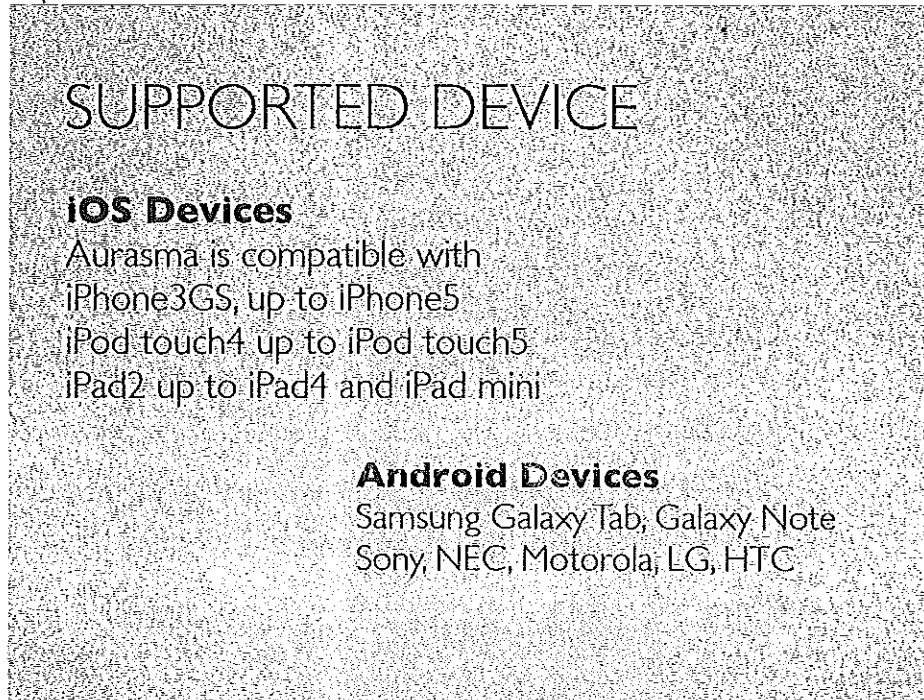 SUPPORTED DEVICE
iOS Devices
Aurasma is compatible with
iPhone3GS, up to iPhone5
iPod touch4 up to iPod touch5
iPad2 up to iPad4 and iPad mini
Android Devices
Samsung Galaxy Tab, Galaxy Note
Sony, NEC, Motorola, LG, HTC